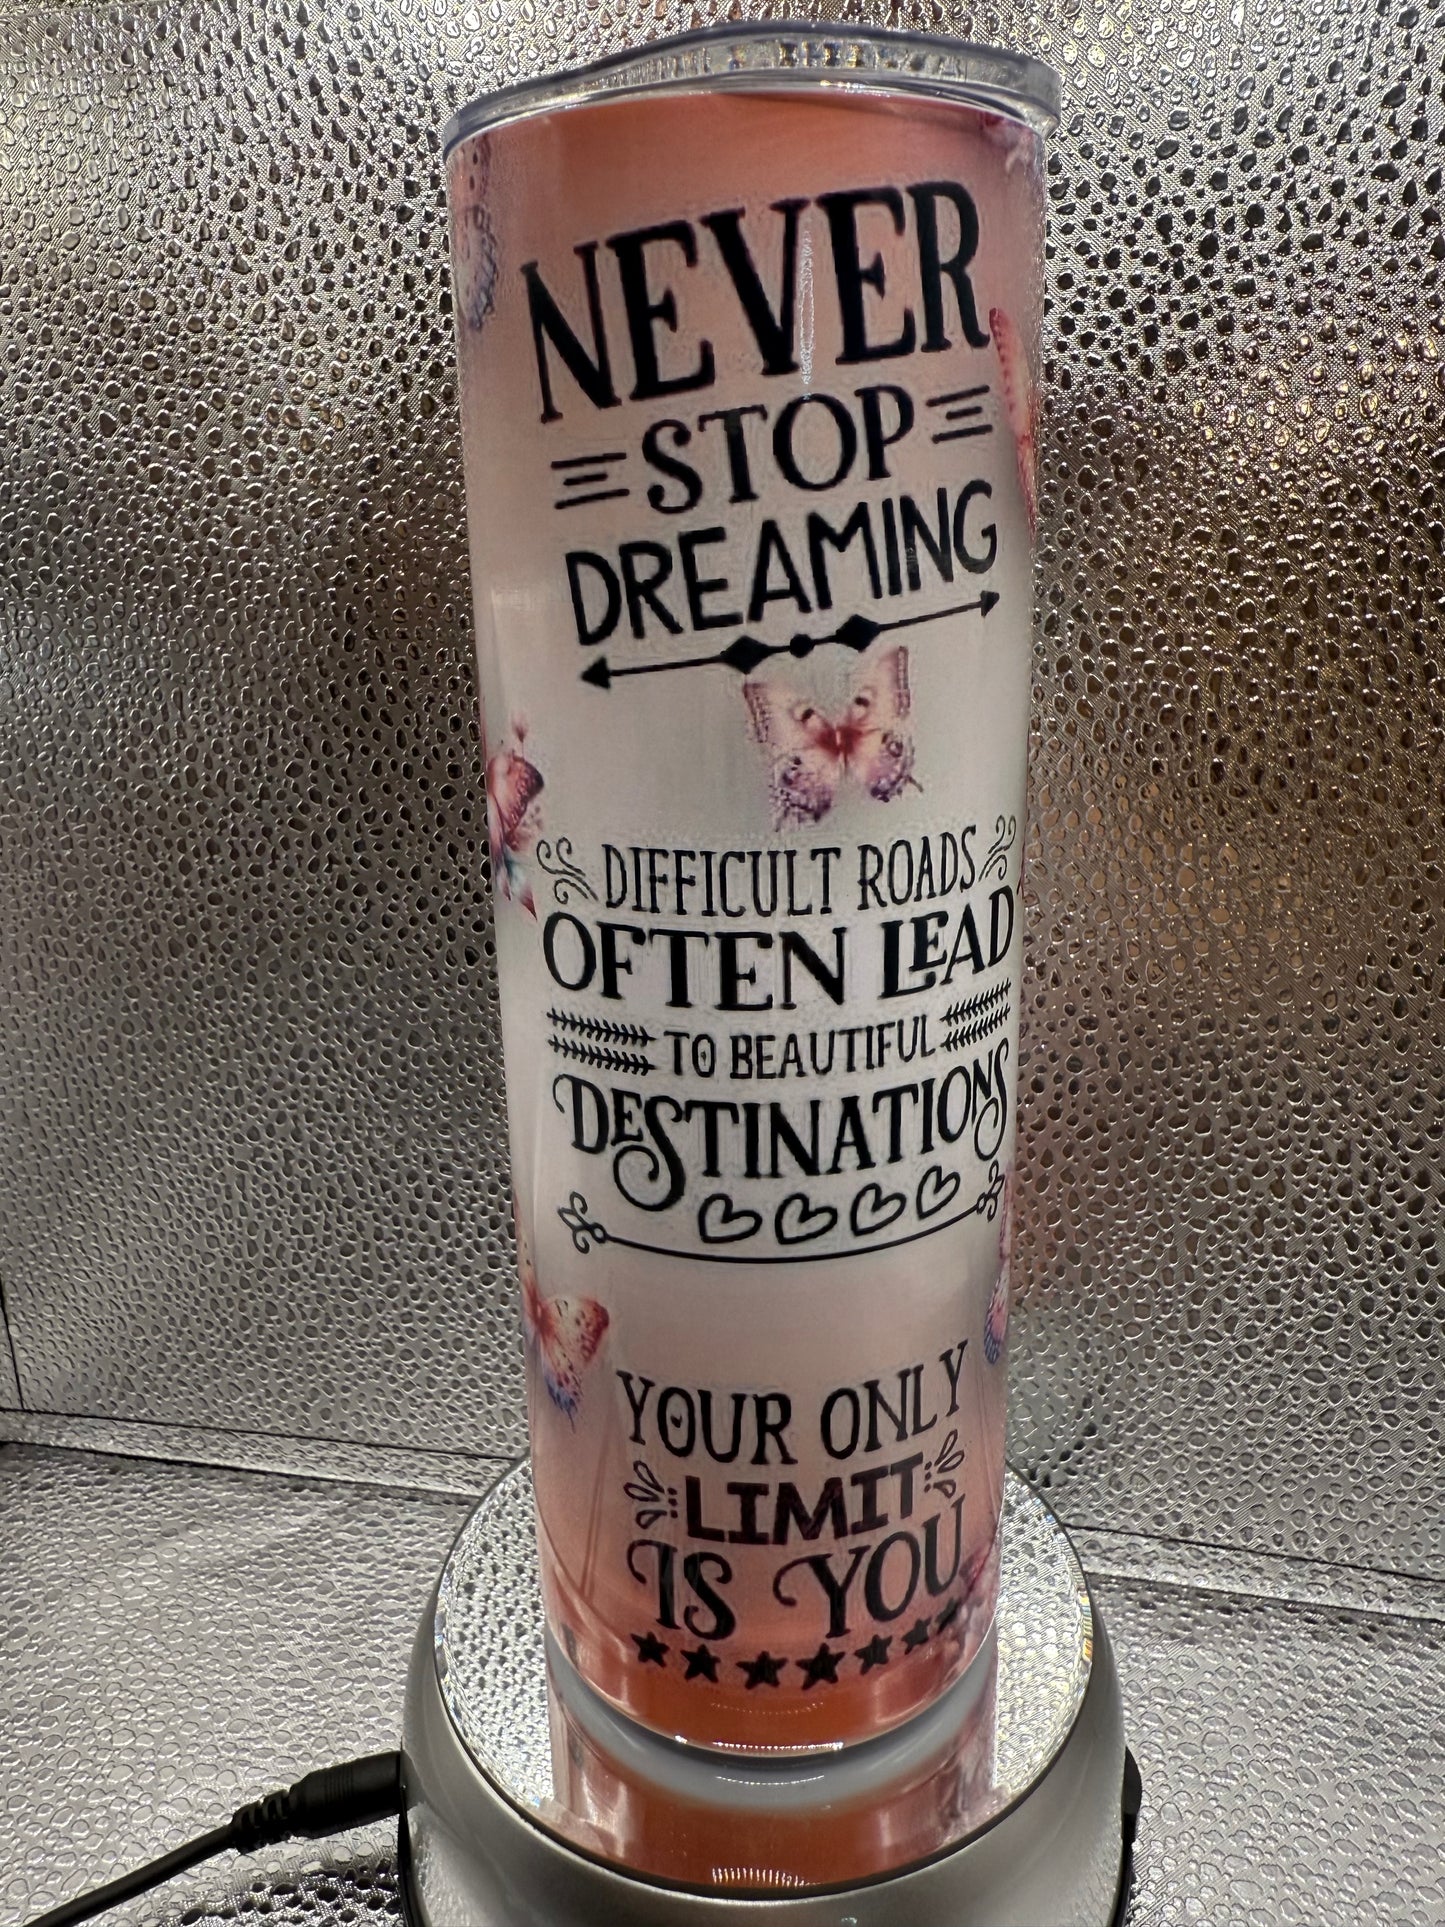 NEVER
STOP
DREAMING
DIFFICULT ROADS
OFTEN LEAD
TO BEAUTIFUL
DESTINATIONS
YOUR ONLY
LIMIT
IS YOU